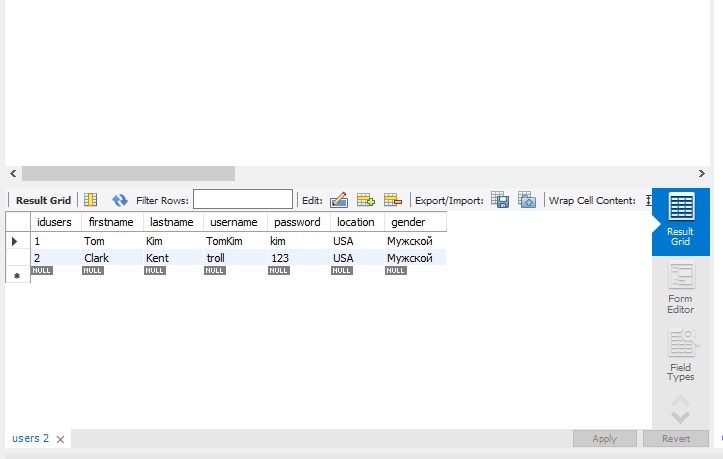 Result Grid Filter Rows: Edit: Export/Import: Wrap Cell Content:
idusers firstname lastname username password location gender
1 Tom Kim TomKim kim USA Мужской
2 Clark Kent troll 123 USA Мужской
NULL NULL NULL NULL NULL NULL NULL
Result
Grid
Form
Editor
Field
Types
users 2
Apply Revert